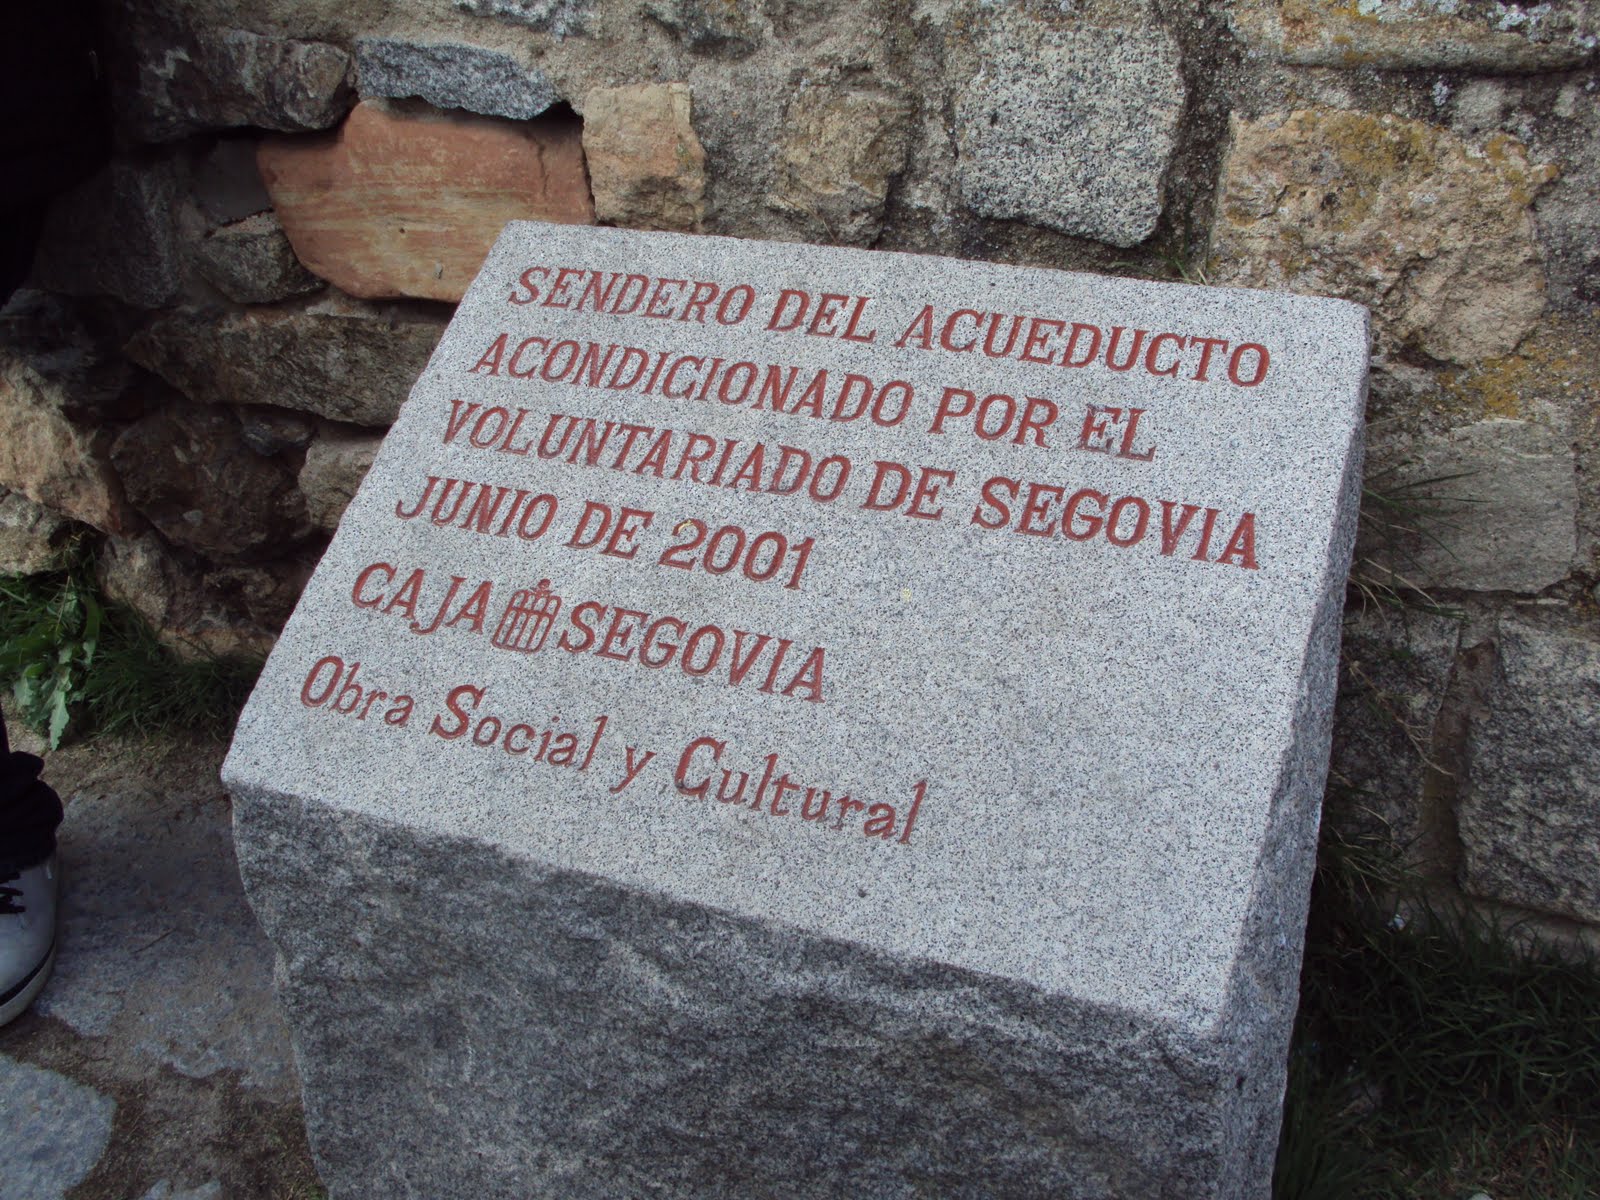 SENDERO DEL ACUEDUCTO
ACONDICIONADO POR EL
VOLUNTARIADO DE SEGOVIA
JUNIO DE 2001
CAJA SEGOVIA
Obra Social y Cultural